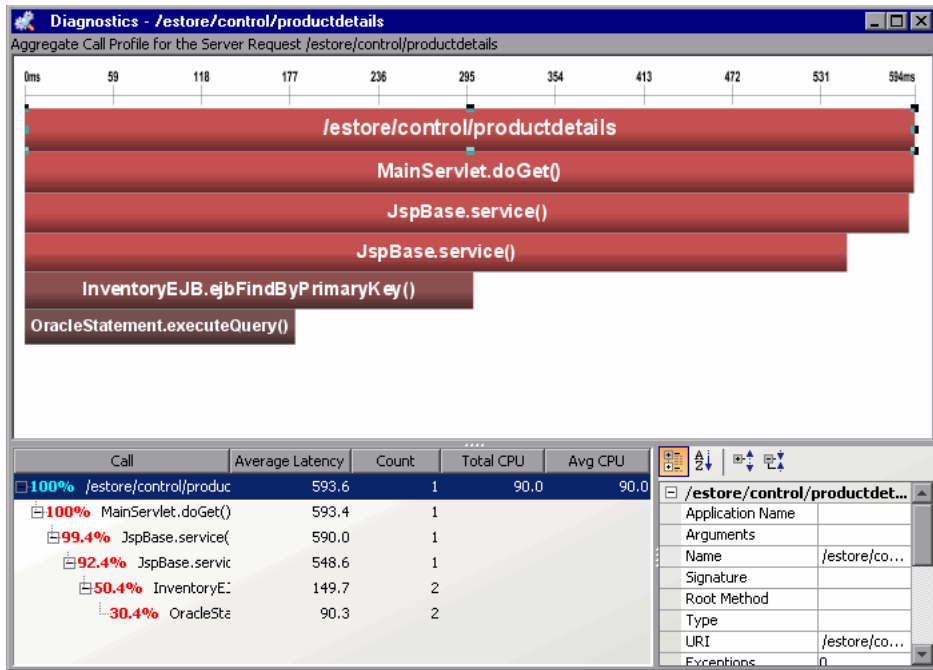 Diagnostics - /estore/control/productdetails
Aggregate Call Profile for the Server Request /estore/control/productdetails
0ms 59 118 177 236 295 354 413 472 531 594ms
/estore/control/productdetails
MainServlet.doGet()
JspBase.service()
JspBase.service()
InventoryEJB.ejbFindByPrimaryKey()
OracleStatement.executeQuery()
Call Average Latency Count Total CPU Avg CPU
100% /estore/control/produc 593.6 1 90.0 90.0
100% MainServlet.doGet() 593.4 1
99.4% JspBase.service( 590.0 1
92.4% JspBase.servic 548.6 1
50.4% InventoryEJ 149.7 2
30.4% OracleSta 90.3 2
/estore/control/productdet...
Application Name
Arguments
Name /estore/co...
Signature
Root Method
Type
URI /estore/co...
Exceptions 0